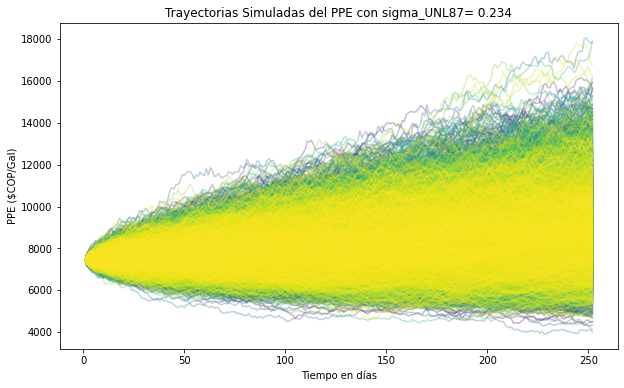 Trayectorias Simuladas del PPE con sigma_UNL87= 0.234
18000
16000
14000
12000
10000
8000
6000
4000
PPE ($COP/Gal)
0 50 100 150 200 250
Tiempo en días